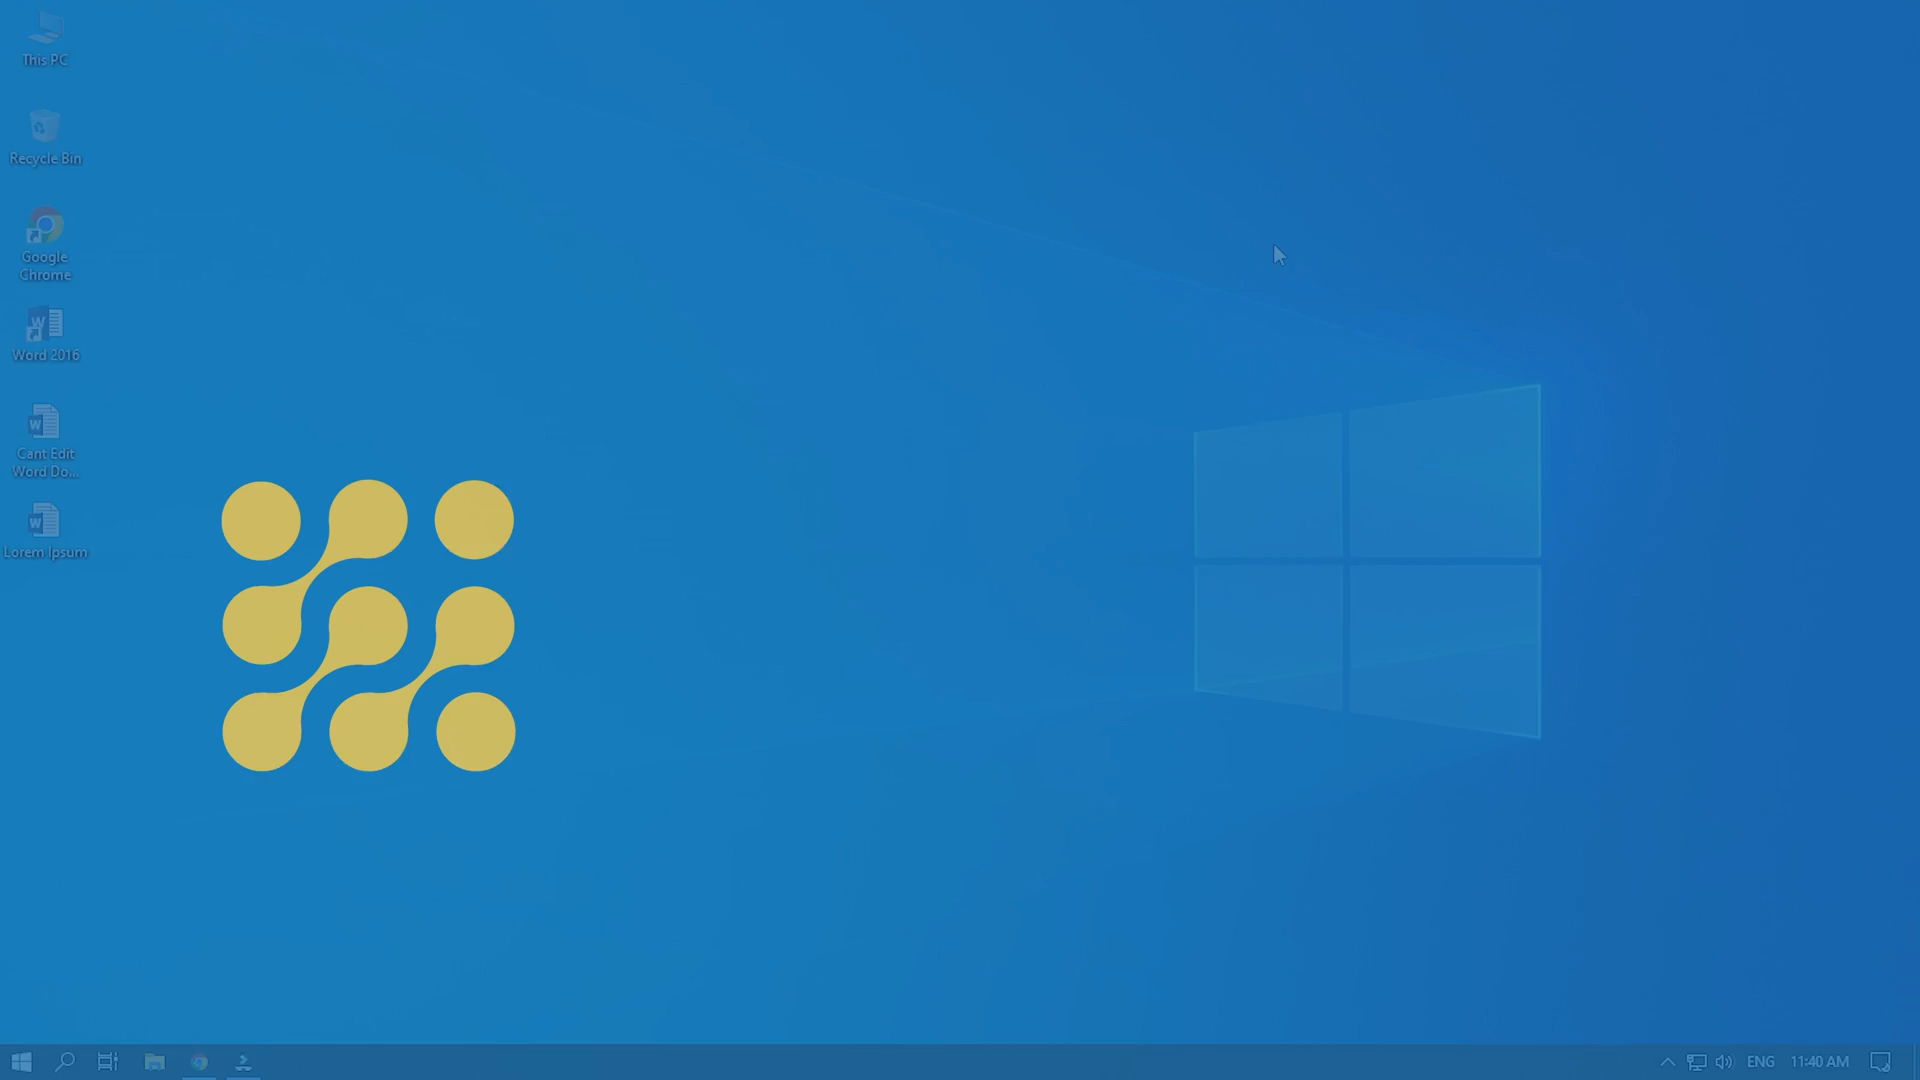 This PC
Recycle Bin
Google
Chrome
Word 2016
Cant Edit
Word Do...
Lorem Ipsum
ENG
11:40 AM